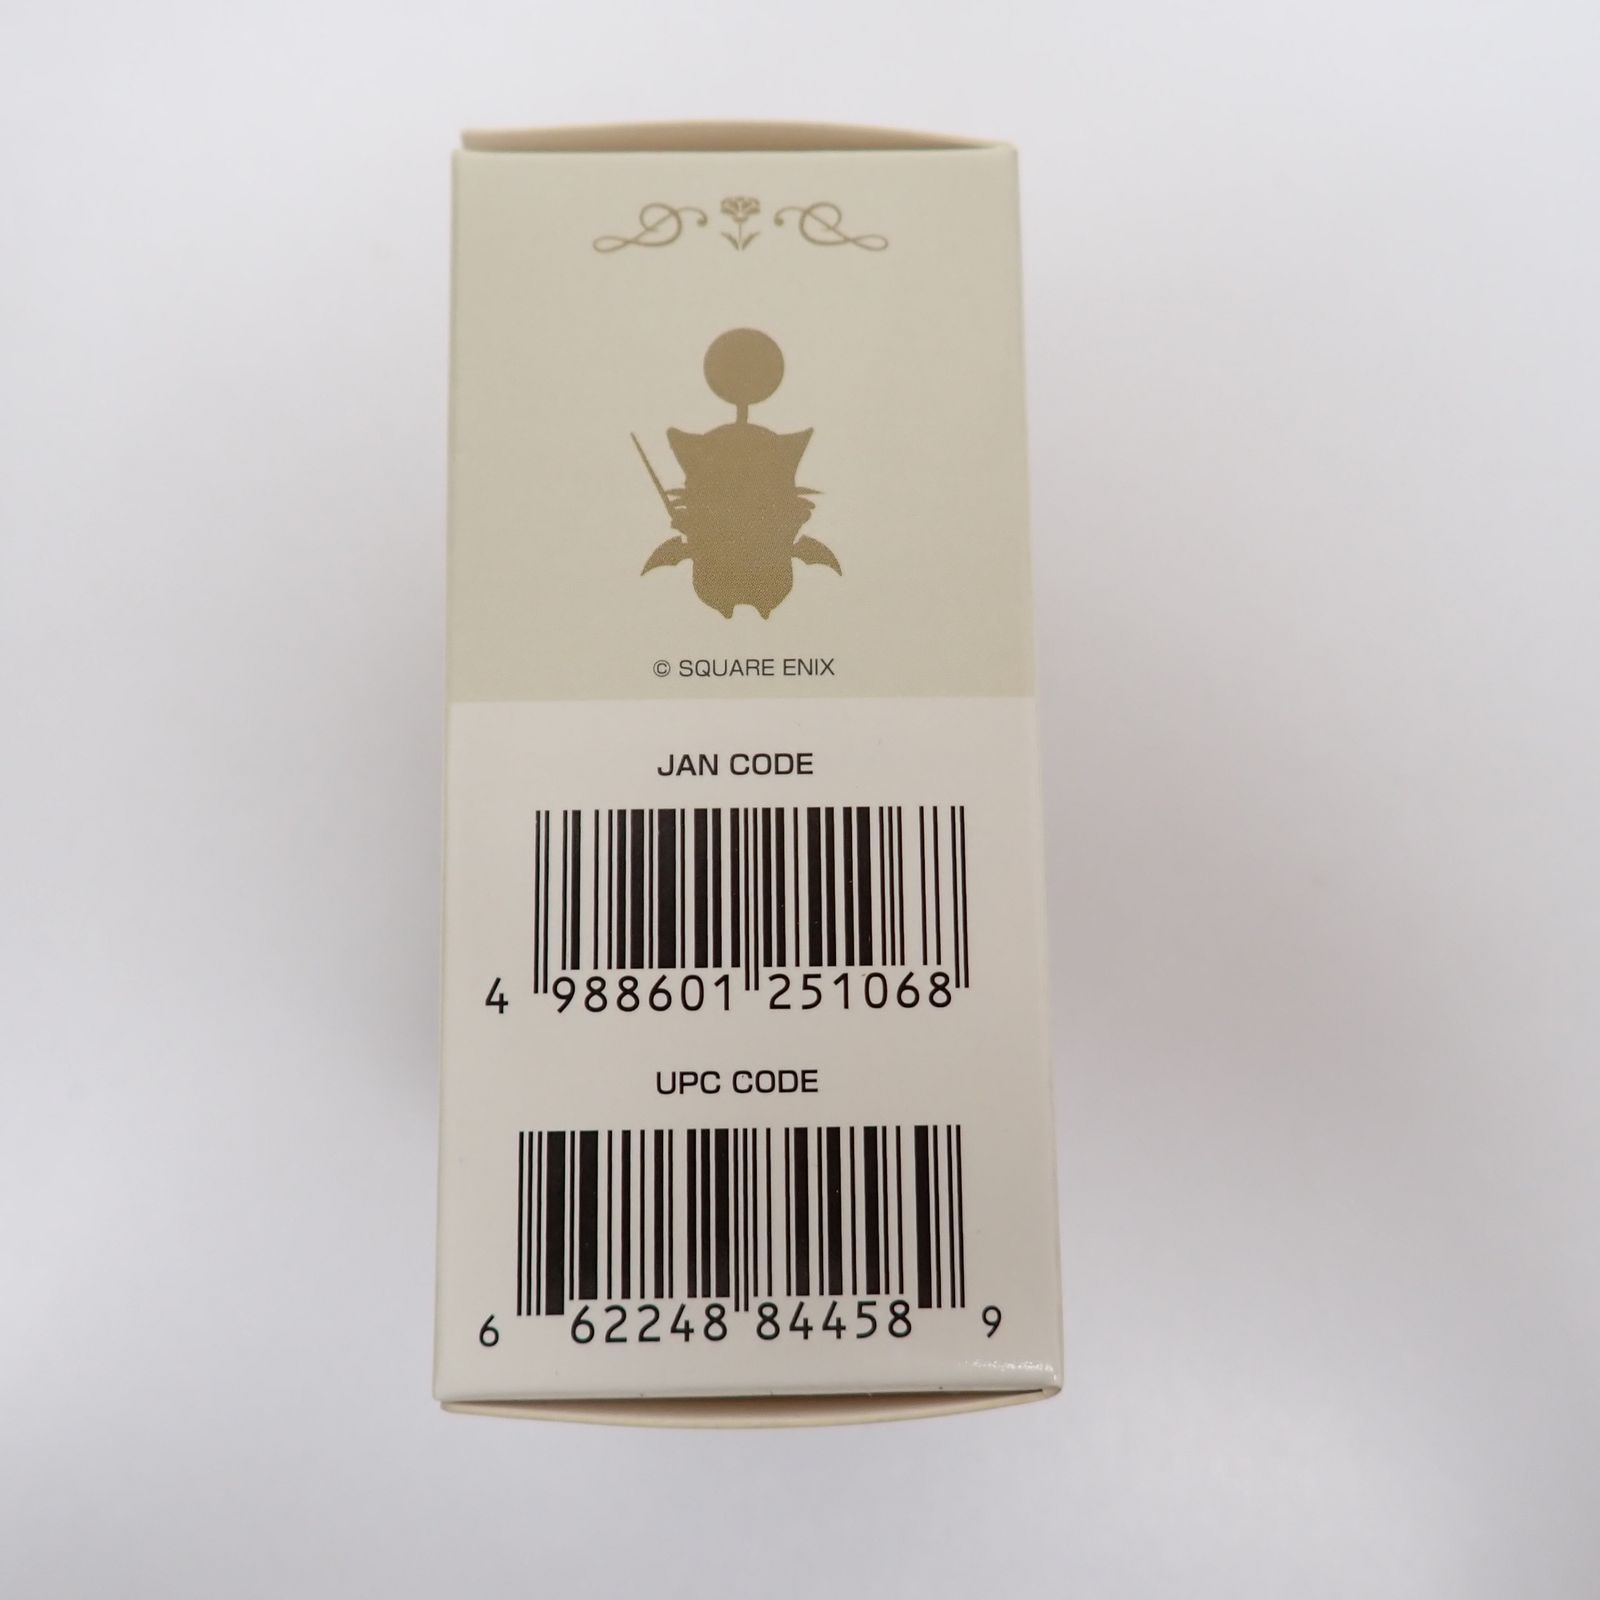 © SQUARE ENIX
JAN CODE
4 988601 251068
UPC CODE
6 62248 84458 9